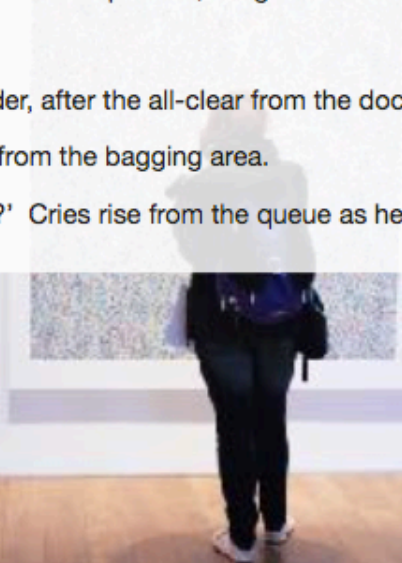 der, after the all-clear from the doc
from the bagging area.
?’ Cries rise from the queue as he